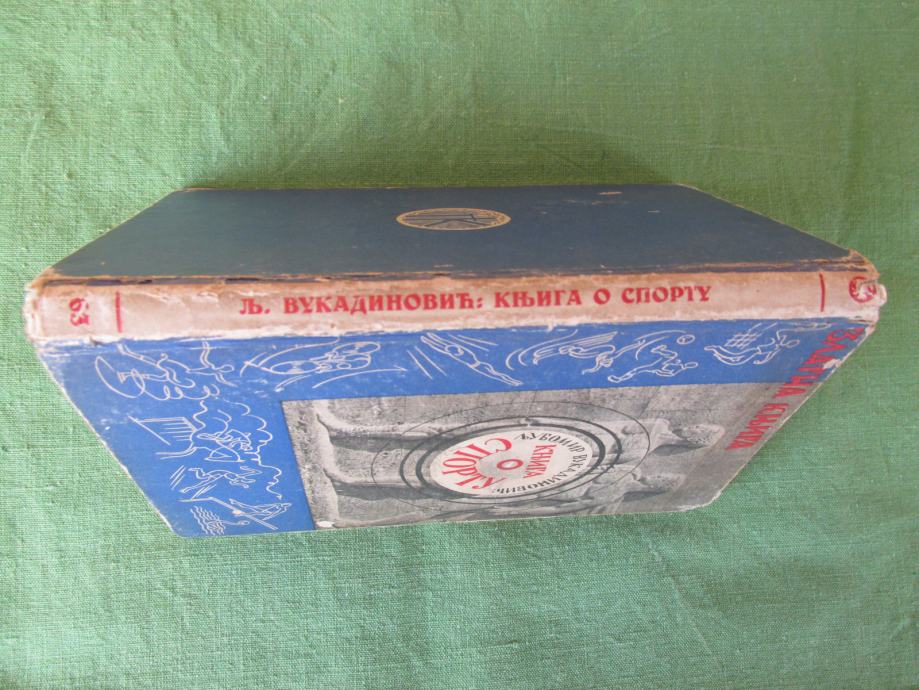 Љ. ВУКАДИНОВИЋ: КЊИГА О СПОРТУ
63
ЗЛАТНА КЊИГА
ЉУБОМИР ВУКАДИНОВИЋ:
КЊИГА
О
СПОРТУ